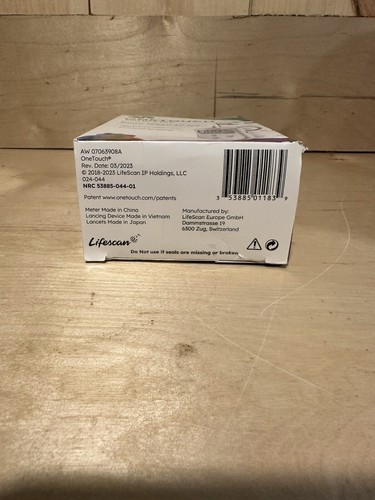 AW 07063908A
OneTouch®
Rev. Date: 03/2023
© 2018-2023 LifeScan IP Holdings, LLC
024-044
NRC 53885-044-01
Patent www.onetouch.com/patents
Meter Made in China
Lancing Device Made in Vietnam
Lancets Made in Japan
Lifescan
3 53885 01183 9
Manufactured by:
LifeScan Europe GmbH
Dammstrasse 19
6300 Zug, Switzerland
Do Not use if seals are missing or broken